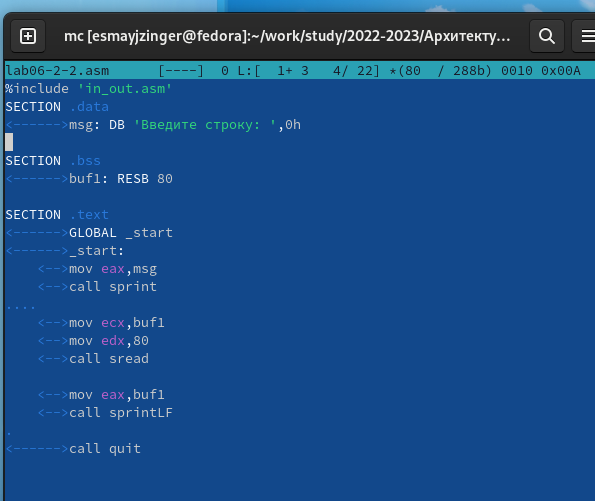 mc [esmayjzinger@fedora]:~/work/study/2022-2023/Архитекту...
lab06-2-2.asm      [----]  0 L:[  1+ 3   4/ 22] *(80  / 288b) 0010 0x00A
%include 'in_out.asm'
SECTION .data
<------>msg: DB 'Введите строку: ',0h
SECTION .bss
<------>buf1: RESB 80
SECTION .text
<------>GLOBAL _start
<------>_start:
    <-->mov eax,msg
    <-->call sprint
....
    <-->mov ecx,buf1
    <-->mov edx,80
    <-->call sread
    <-->mov eax,buf1
    <-->call sprintLF
.
<------>call quit